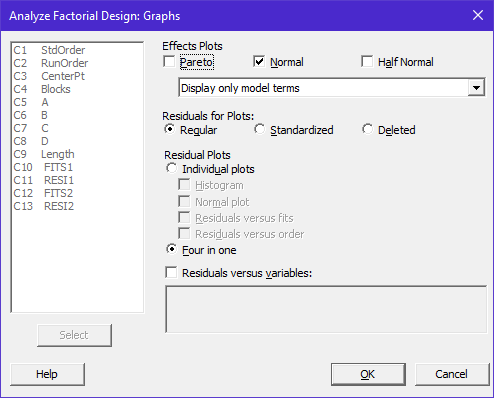 Analyze Factorial Design: Graphs
C1 StdOrder
C2 RunOrder
C3 CenterPt
C4 Blocks
C5 A
C6 B
C7 C
C8 D
C9 Length
C10 FITS1
C11 RESI1
C12 FITS2
C13 RESI2
Select
Effects Plots
Pareto Normal Half Normal
Display only model terms
Residuals for Plots:
Regular Standardized Deleted
Residual Plots
Individual plots
Histogram
Normal plot
Residuals versus fits
Residuals versus order
Four in one
Residuals versus variables:
Help OK Cancel